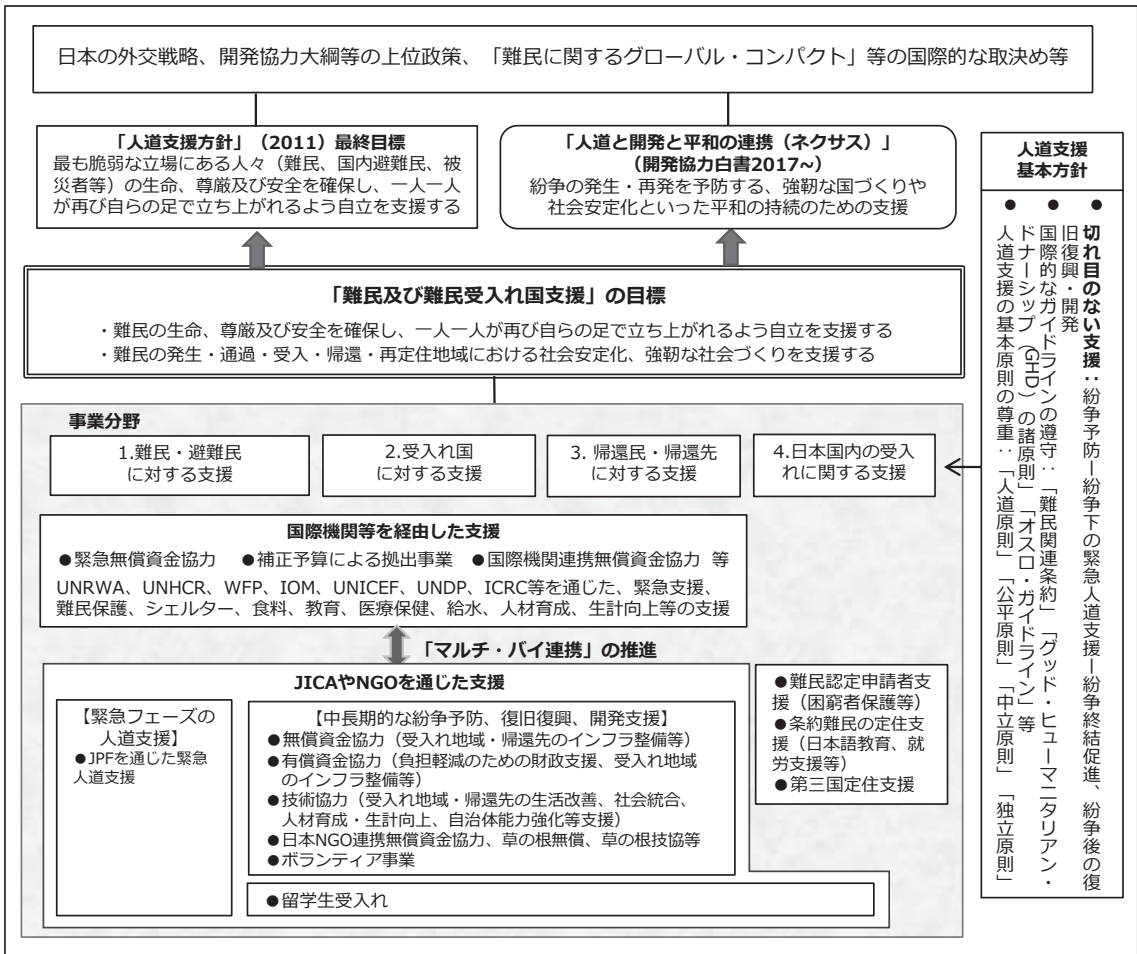 日本の外交戦略、開発協力大綱等の上位政策、「難民に関するグローバル・コンパクト」等の国際的な取決め等
「人道支援方針」（2011）最終目標
最も脆弱な立場にある人々（難民、国内避難民、被
災者等）の生命、尊厳及び安全を確保し、一人一人
が再び自らの足で立ち上がれるよう自立を支援する
「人道と開発と平和の連携（ネクサス）」
（開発協力白書2017~）
紛争の発生・再発を予防する、強靭な国づくりや
社会安定化といった平和の持続のための支援
人道支援
基本方針
●切れ目のない支援：紛争予防ー紛争下の緊急人道支援ー紛争終結促進、紛争後の復
旧復興・開発
●国際的なガイドラインの遵守：「難民関連条約」「グッド・ヒューマニタリアン・
ドナーシップ（GHD）の諸原則」「オスロ・ガイドライン」等
●人道支援の基本原則の尊重：「人道原則」「公平原則」「中立原則」「独立原則」
「難民及び難民受入れ国支援」の目標
・難民の生命、尊厳及び安全を確保し、一人一人が再び自らの足で立ち上がれるよう自立を支援する
・難民の発生・通過・受入・帰還・再定住地域における社会安定化、強靭な社会づくりを支援する
事業分野
1.難民・避難民
に対する支援
2.受入れ国
に対する支援
3. 帰還民・帰還先
に対する支援
4.日本国内の受入
れに関する支援
国際機関等を経由した支援
●緊急無償資金協力 ●補正予算による拠出事業 ●国際機関連携無償資金協力 等
UNRWA、UNHCR、WFP、IOM、UNICEF、UNDP、ICRC等を通じた、緊急支援、
難民保護、シェルター、食料、教育、医療保健、給水、人材育成、生計向上等の支援
「マルチ・バイ連携」の推進
JICAやNGOを通じた支援
【緊急フェーズの
人道支援】
●JPFを通じた緊急
人道支援
【中長期的な紛争予防、復旧復興、開発支援】
●無償資金協力（受入れ地域・帰還先のインフラ整備等）
●有償資金協力（負担軽減のための財政支援、受入れ地域
のインフラ整備等）
●技術協力（受入れ地域・帰還先の生活改善、社会統合、
人材育成・生計向上、自治体能力強化等支援）
●日本NGO連携無償資金協力、草の根無償、草の根技協等
●ボランティア事業
●留学生受入れ
●難民認定申請者支
援（困窮者保護等）
●条約難民の定住支
援（日本語教育、就
労支援等）
●第三国定住支援